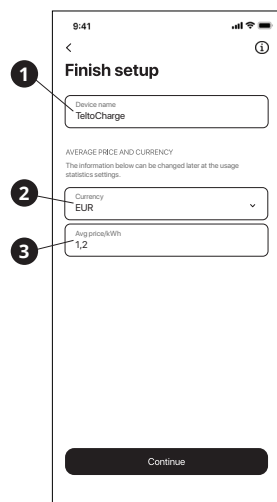 9:41
Finish setup
1
Device name
TeltoCharge
AVERAGE PRICE AND CURRENCY
The information below can be changed later at the usage
statistics settings.
2
Currency
EUR
Avg price/kWh
3
1,2
Continue